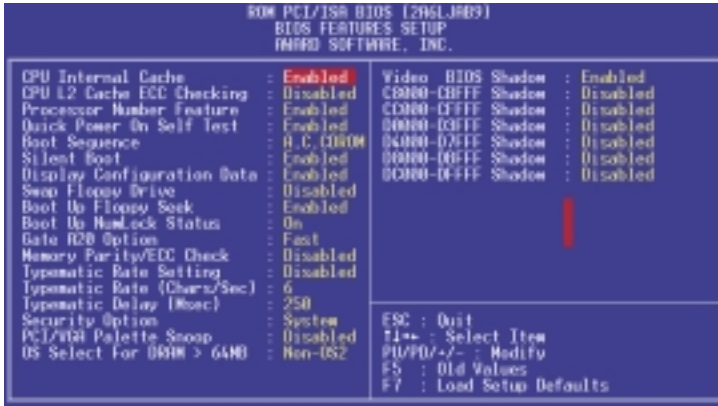 ROM PCI/ISA BIOS (2A6LJAB9)
BIOS FEATURES SETUP
AWARD SOFTWARE, INC.
CPU Internal Cache : Enabled
CPU L2 Cache ECC Checking : Disabled
Processor Number Feature : Enabled
Quick Power On Self Test : Enabled
Boot Sequence : A,C,CDROM
Silent Boot : Enabled
Display Configuration Data : Enabled
Swap Floppy Drive : Disabled
Boot Up Floppy Seek : Enabled
Boot Up NumLock Status : On
Gate A20 Option : Fast
Memory Parity/ECC Check : Disabled
Typematic Rate Setting : Disabled
Typematic Rate (Chars/Sec) : 6
Typematic Delay (Msec) : 250
Security Option : System
PCI/VGA Palette Snoop : Disabled
OS Select For DRAM > 64MB : Non-OS2
Video BIOS Shadow : Enabled
C8000-CBFFF Shadow : Disabled
CC000-CFFFF Shadow : Disabled
D0000-D3FFF Shadow : Disabled
D4000-D7FFF Shadow : Disabled
D8000-DBFFF Shadow : Disabled
DC000-DFFFF Shadow : Disabled
ESC : Quit
↑↓→← : Select Item
PU/PD/+/- : Modify
F5 : Old Values
F7 : Load Setup Defaults